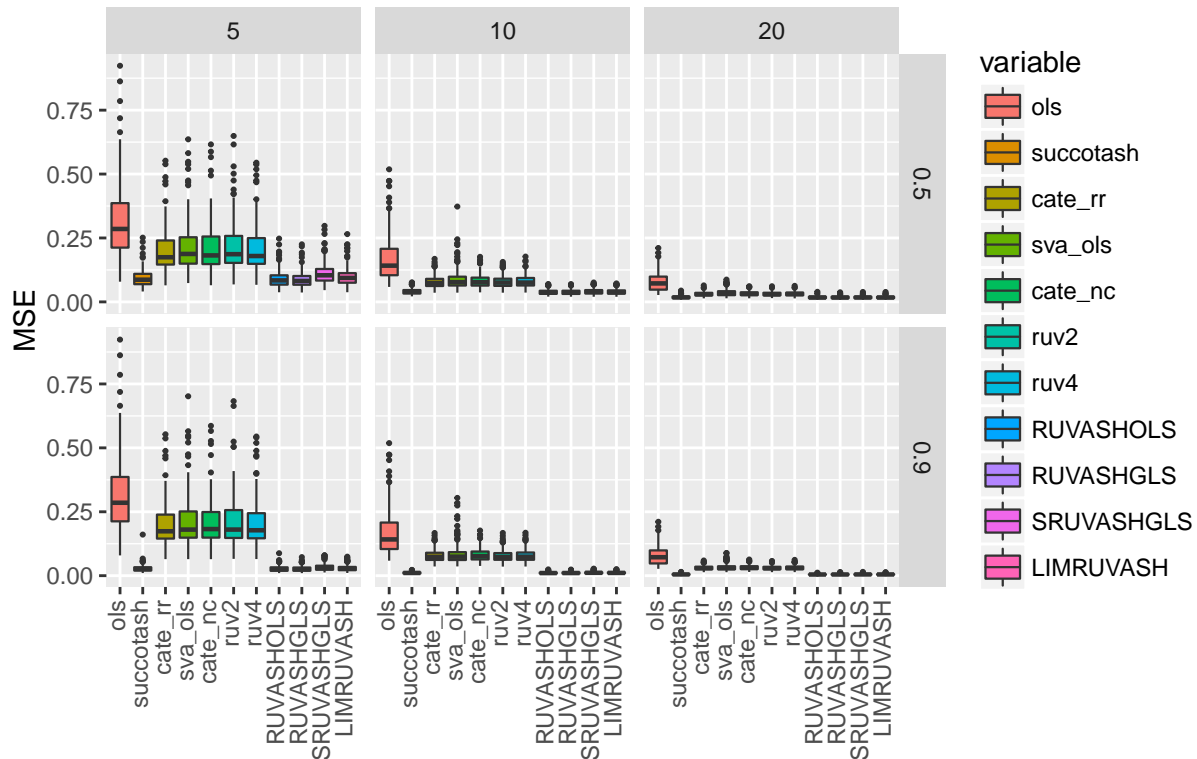 5
10
20
MSE
0.75
0.50
0.25
0.00
0.5
0.75
0.50
0.25
0.00
0.9
ols
succotash
cate_rr
sva_ols
cate_nc
ruv2
ruv4
RUVASHOLS
RUVASHGLS
SRUVASHGLS
LIMRUVASH
ols
succotash
cate_rr
sva_ols
cate_nc
ruv2
ruv4
RUVASHOLS
RUVASHGLS
SRUVASHGLS
LIMRUVASH
ols
succotash
cate_rr
sva_ols
cate_nc
ruv2
ruv4
RUVASHOLS
RUVASHGLS
SRUVASHGLS
LIMRUVASH
variable
ols
succotash
cate_rr
sva_ols
cate_nc
ruv2
ruv4
RUVASHOLS
RUVASHGLS
SRUVASHGLS
LIMRUVASH